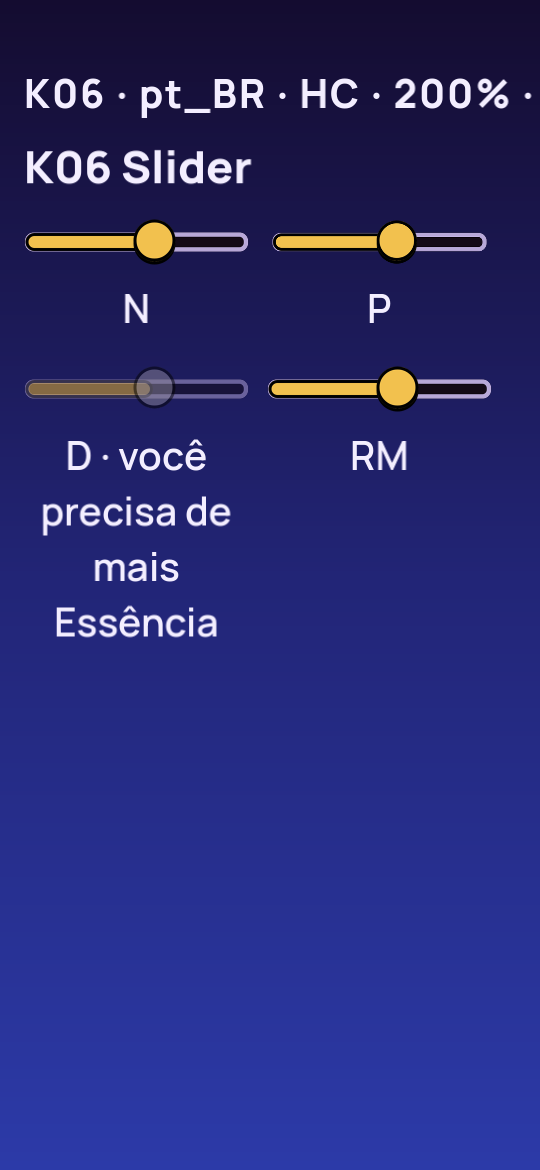 K06 · pt_BR · HC · 200% ·
K06 Slider
N
P
D · você
precisa de
mais
Essência
RM